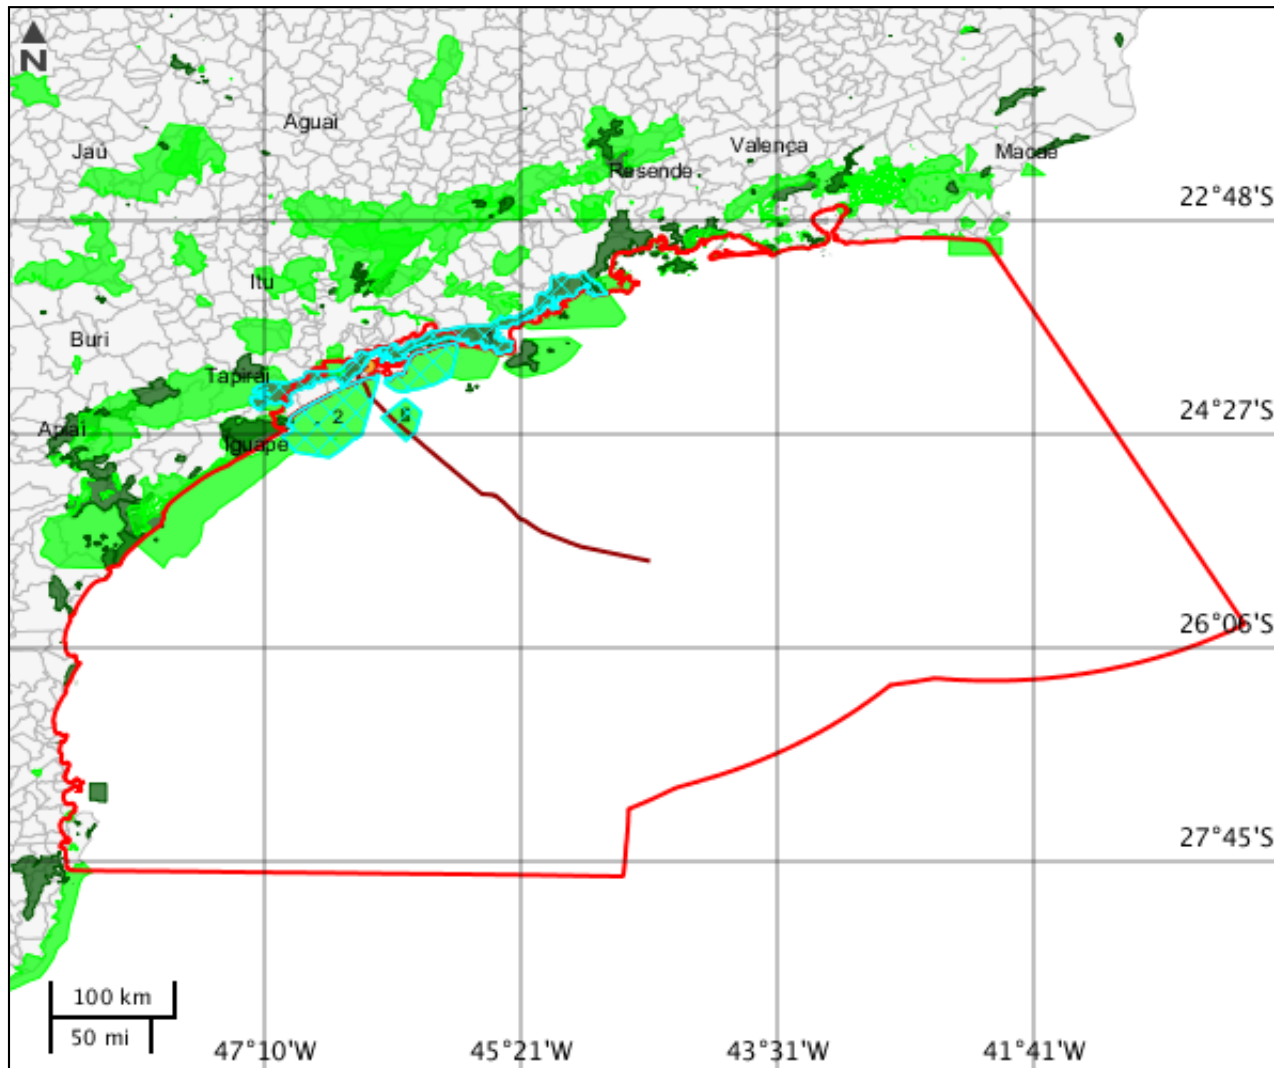 N
Aguaí
Valença
Macaé
Jaú
Resende
22°48'S
Itu
Buri
Tapiraí
24°27'S
2
5
Apiaí
Iguape
26°06'S
27°45'S
100 km
50 mi
47°10'W
45°21'W
43°31'W
41°41'W